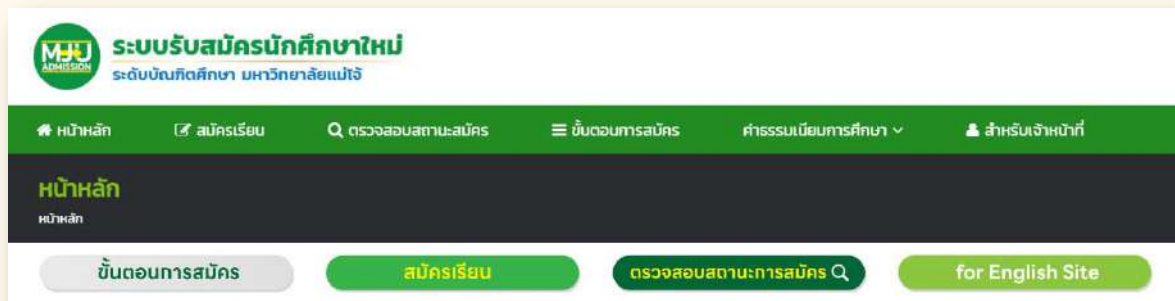 MJU
ADMISSION
ระบบรับสมัครนักศึกษาใหม่
ระดับบัณฑิตศึกษา มหาวิทยาลัยแม่โจ้
หน้าหลัก สมัครเรียน ตรวจสอบสถานะสมัคร ขั้นตอนการสมัคร ค่าธรรมเนียมการศึกษา สำหรับเจ้าหน้าที่
หน้าหลัก
หน้าหลัก
ขั้นตอนการสมัคร สมัครเรียน ตรวจสอบสถานะการสมัคร for English Site